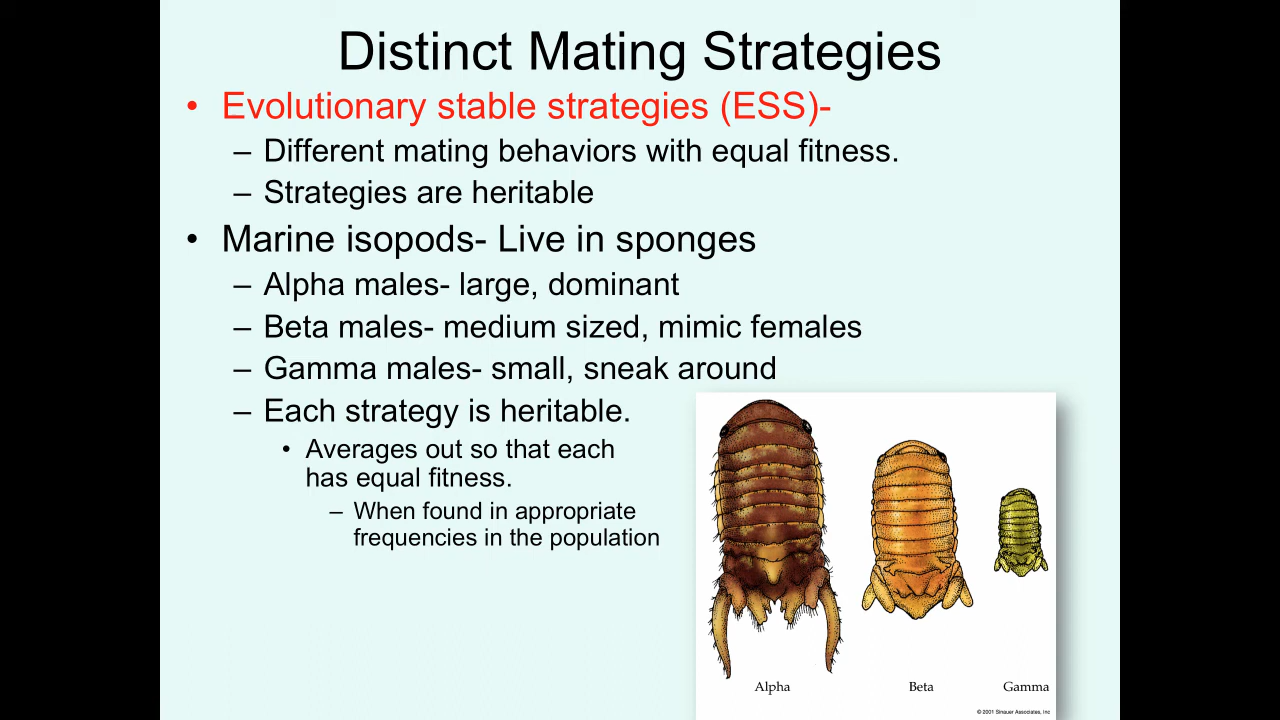 Distinct Mating Strategies
• Evolutionary stable strategies (ESS)-
– Different mating behaviors with equal fitness.
– Strategies are heritable
• Marine isopods- Live in sponges
– Alpha males- large, dominant
– Beta males- medium sized, mimic females
– Gamma males- small, sneak around
– Each strategy is heritable.
• Averages out so that each
has equal fitness.
– When found in appropriate
frequencies in the population
Alpha Beta Gamma
© 2001 Sinauer Associates, Inc